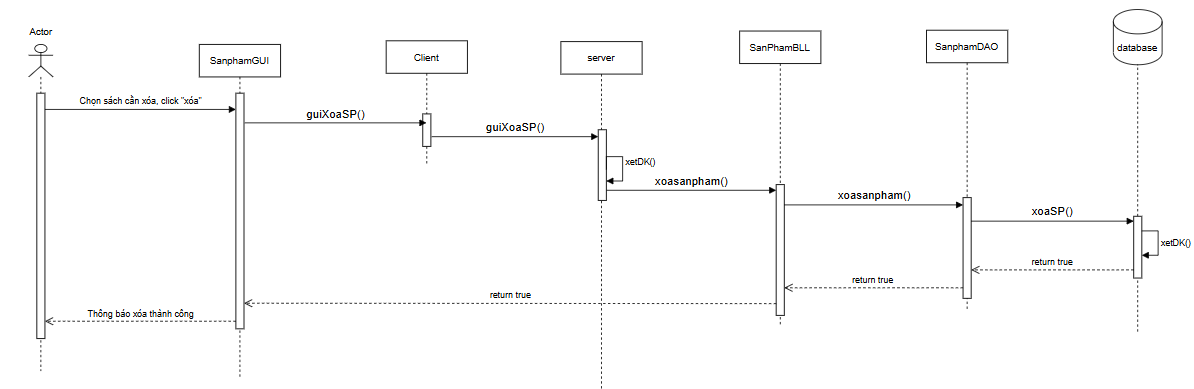 Actor
SanphamGUI
Client
server
SanPhamBLL
SanphamDAO
database
Chọn sách cần xóa, click "xóa"
guiXoaSP()
guiXoaSP()
xetDK()
xoasanpham()
xoasanpham()
xoaSP()
xetDK()
return true
return true
return true
Thông báo xóa thành công